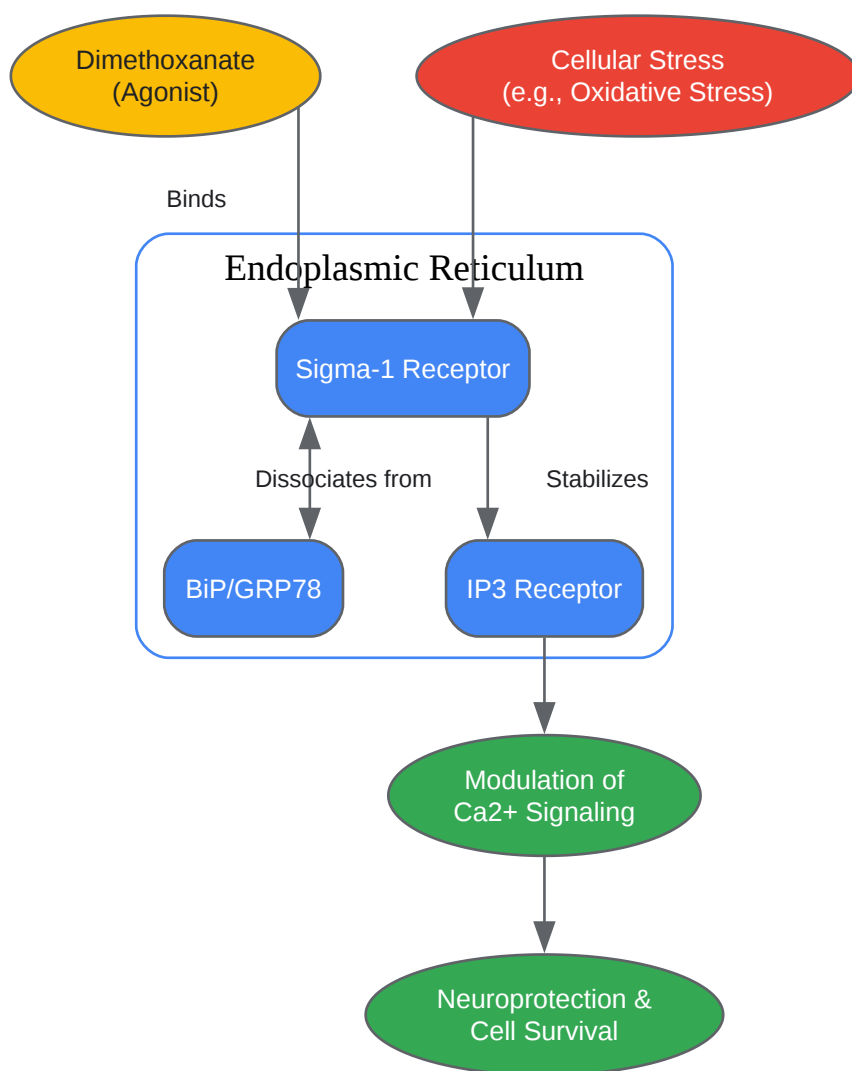 Dimethoxanate
(Agonist)
Cellular Stress
(e.g., Oxidative Stress)
Binds
Endoplasmic Reticulum
Sigma-1 Receptor
Dissociates from
Stabilizes
BiP/GRP78
IP3 Receptor
Modulation of
Ca2+ Signaling
Neuroprotection &
Cell Survival